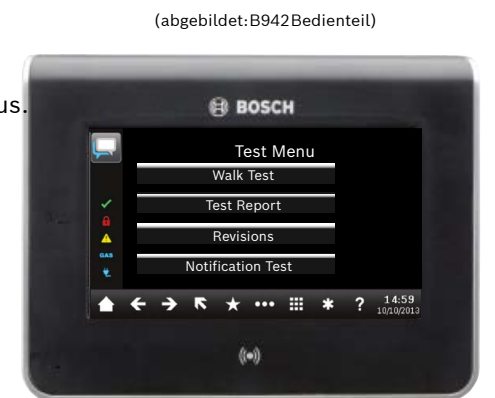 (abgebildet:B942Bedienteil)
us.
BOSCH
Test Menu
Walk Test
Test Report
Revisions
Notification Test
GAS
? 14:59
10/10/2013